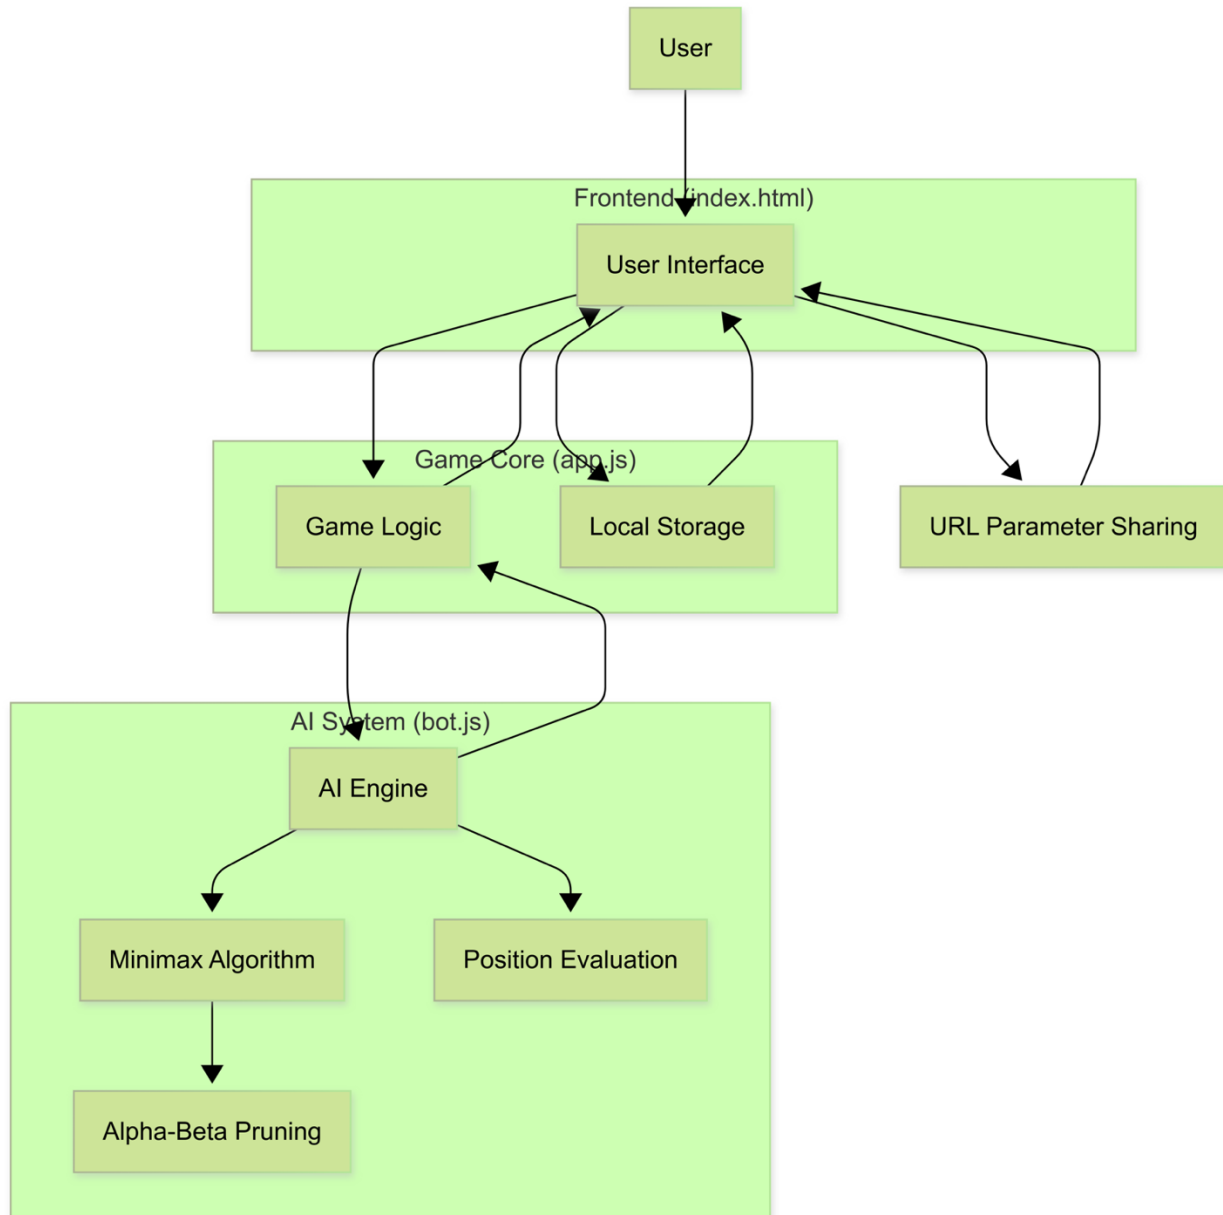 User
Frontend (index.html)
User Interface
Game Core (app.js)
Game Logic
Local Storage
URL Parameter Sharing
AI System (bot.js)
AI Engine
Minimax Algorithm
Position Evaluation
Alpha-Beta Pruning